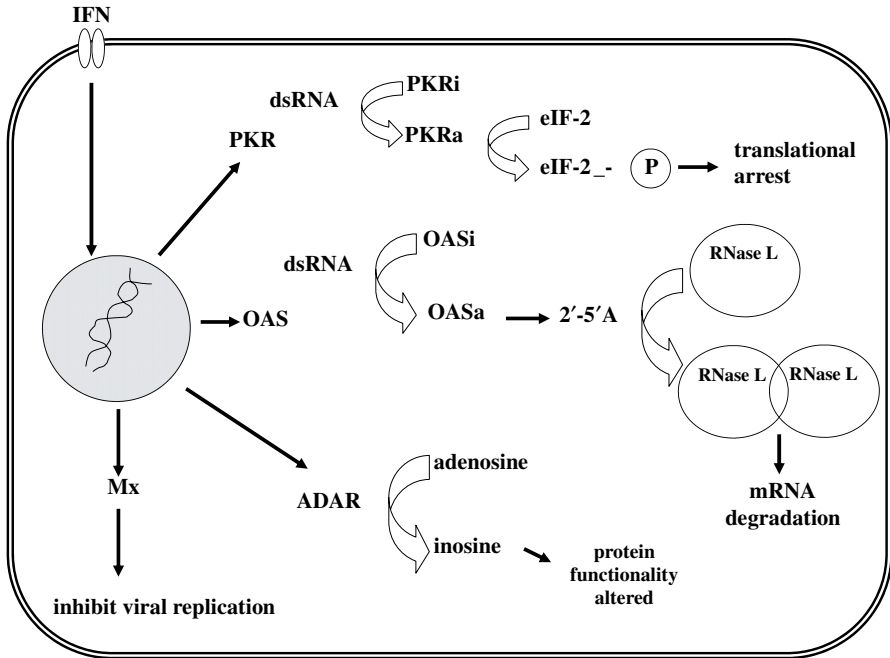 IFN
dsRNA
PKRi
PKR
PKRa
eIF-2
eIF-2_-
P
translational
arrest
dsRNA
OASi
OAS
OASa
2′-5′A
RNase L
RNase L
RNase L
mRNA
degradation
Mx
inhibit viral replication
ADAR
adenosine
inosine
protein
functionality
altered